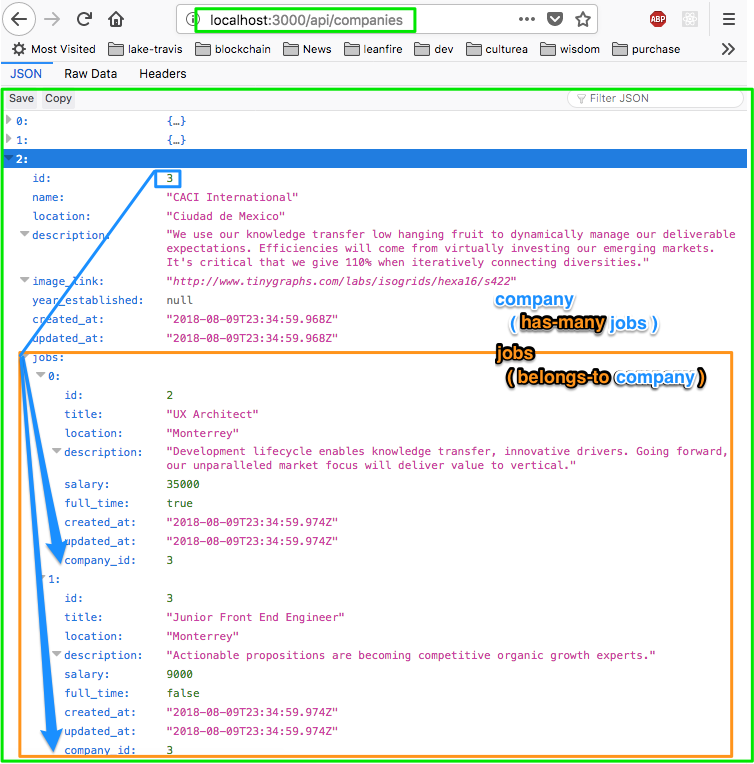 localhost:3000/api/companies
ABP
Most Visited lake-travis blockchain News leanfire dev culturea wisdom purchase
JSON Raw Data Headers
Save Copy Filter JSON
0: {…}
1: {…}
2:
id: 3
name: "CACI International"
location: "Ciudad de Mexico"
description: "We use our knowledge transfer low hanging fruit to dynamically manage our deliverable
expectations. Efficiencies will come from virtually investing our emerging markets.
It's critical that we give 110% when iteratively connecting diversities."
image_link: "http://www.tinygraphs.com/labs/isogrids/hexa16/s422"
year_established: null
company
created_at: "2018-08-09T23:34:59.968Z"
( has-many jobs )
updated_at: "2018-08-09T23:34:59.968Z"
jobs
jobs:
0:
( belongs-to company )
id: 2
title: "UX Architect"
location: "Monterrey"
description: "Development lifecycle enables knowledge transfer, innovative drivers. Going forward,
our unparalleled market focus will deliver value to vertical."
salary: 35000
full_time: true
created_at: "2018-08-09T23:34:59.974Z"
updated_at: "2018-08-09T23:34:59.974Z"
company_id: 3
1:
id: 3
title: "Junior Front End Engineer"
location: "Monterrey"
description: "Actionable propositions are becoming competitive organic growth experts."
salary: 9000
full_time: false
created_at: "2018-08-09T23:34:59.974Z"
updated_at: "2018-08-09T23:34:59.974Z"
company_id: 3